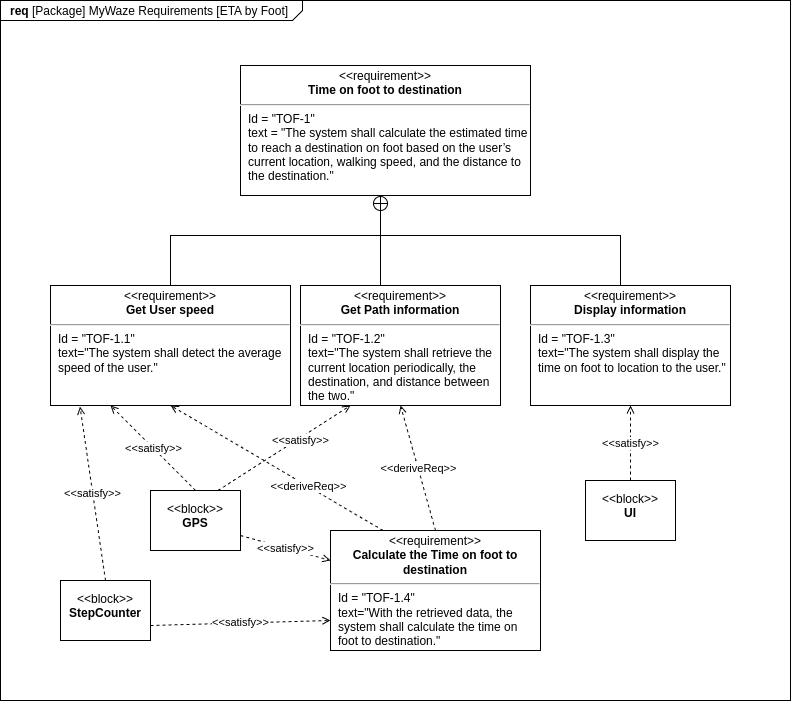 req [Package] MyWaze Requirements [ETA by Foot]
<<requirement>>
Time on foot to destination
Id = "TOF-1"
text = "The system shall calculate the estimated time
to reach a destination on foot based on the user's
current location, walking speed, and the distance to
the destination."
<<requirement>>
Get User speed
Id = "TOF-1.1"
text="The system shall detect the average
speed of the user."
<<requirement>>
Get Path information
Id = "TOF-1.2"
text="The system shall retrieve the
current location periodically, the
destination, and distance between
the two."
<<requirement>>
Display information
Id = "TOF-1.3"
text="The system shall display the
time on foot to location to the user."
<<satisfy>>
<<satisfy>>
<<satisfy>>
<<deriveReq>>
<<deriveReq>>
<<satisfy>>
<<satisfy>>
<<block>>
GPS
<<block>>
UI
<<satisfy>>
<<requirement>>
Calculate the Time on foot to
destination
Id = "TOF-1.4"
text="With the retrieved data, the
system shall calculate the time on
foot to destination."
<<block>>
StepCounter
<<satisfy>>